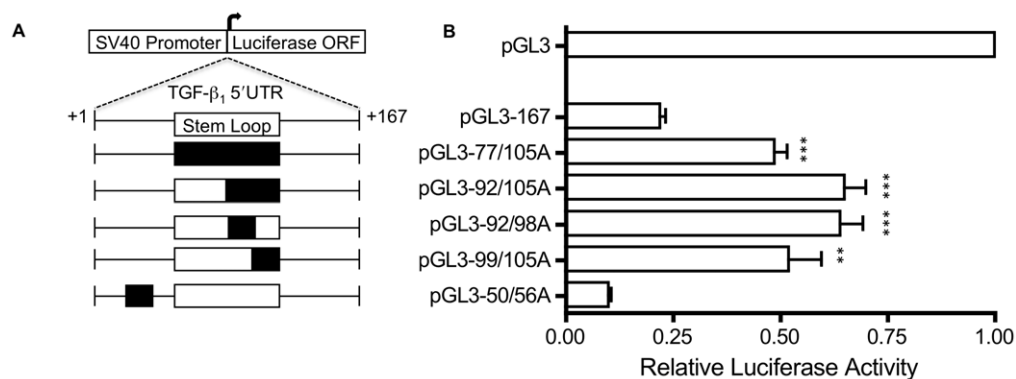 A
SV40 Promoter Luciferase ORF
TGF-β₁ 5′UTR
+1 +167
Stem Loop
B
pGL3
pGL3-167
pGL3-77/105A ***
pGL3-92/105A ***
pGL3-92/98A ***
pGL3-99/105A **
pGL3-50/56A
0.00 0.25 0.50 0.75 1.00
Relative Luciferase Activity